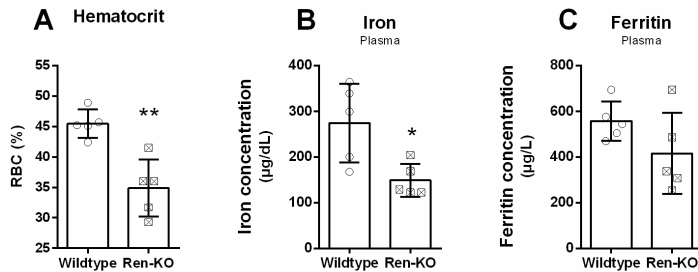 A
Hematocrit
RBC (%)
55
50
45
40
35
30
25
**
Wildtype Ren-KO
B
Iron
Plasma
Iron concentration
(µg/dL)
400
300
200
100
0
*
Wildtype Ren-KO
C
Ferritin
Plasma
Ferritin concentration
(µg/L)
800
600
400
200
0
Wildtype Ren-KO